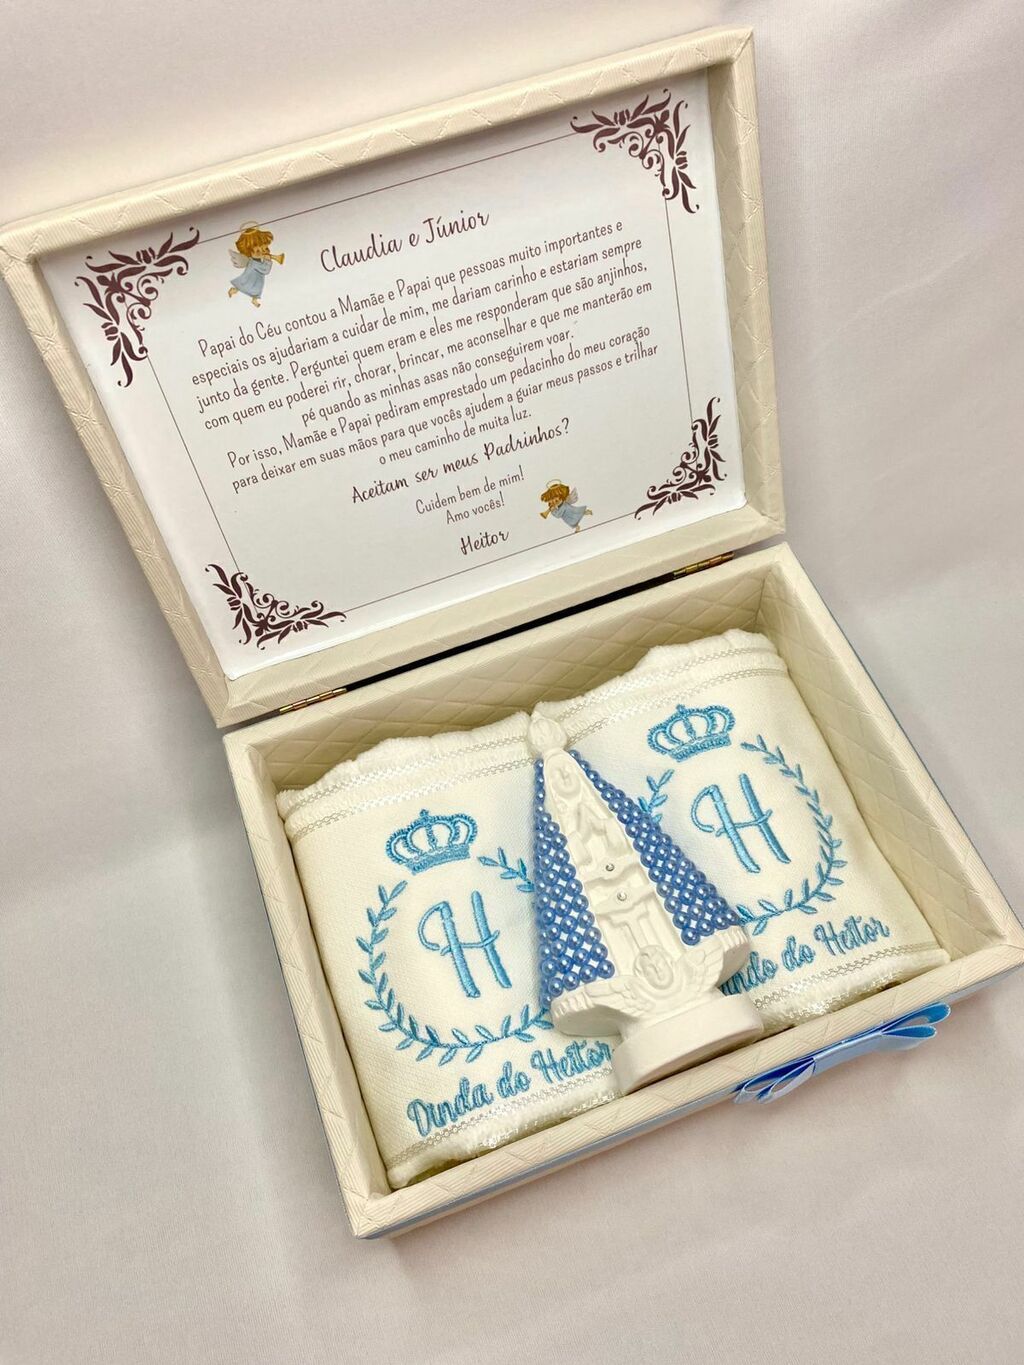 Claudia e Júnior
Papai do Céu contou a Mamãe e Papai que pessoas muito importantes e
especiais os ajudariam a cuidar de mim, me dariam carinho e estariam sempre
junto da gente. Perguntei quem eram e eles me responderam que são anjinhos,
com quem eu poderei rir, chorar, brincar, me aconselhar e que me manterão em
pé quando as minhas asas não conseguirem voar.
Por isso, Mamãe e Papai pediram emprestado um pedacinho do meu coração
para deixar em suas mãos para que vocês ajudem a guiar meus passos e trilhar
o meu caminho de muita luz.
Aceitam ser meus Padrinhos?
Cuidem bem de mim!
Amo vocês!
Heitor
H
Dinda do Heitor
H
do Heitor